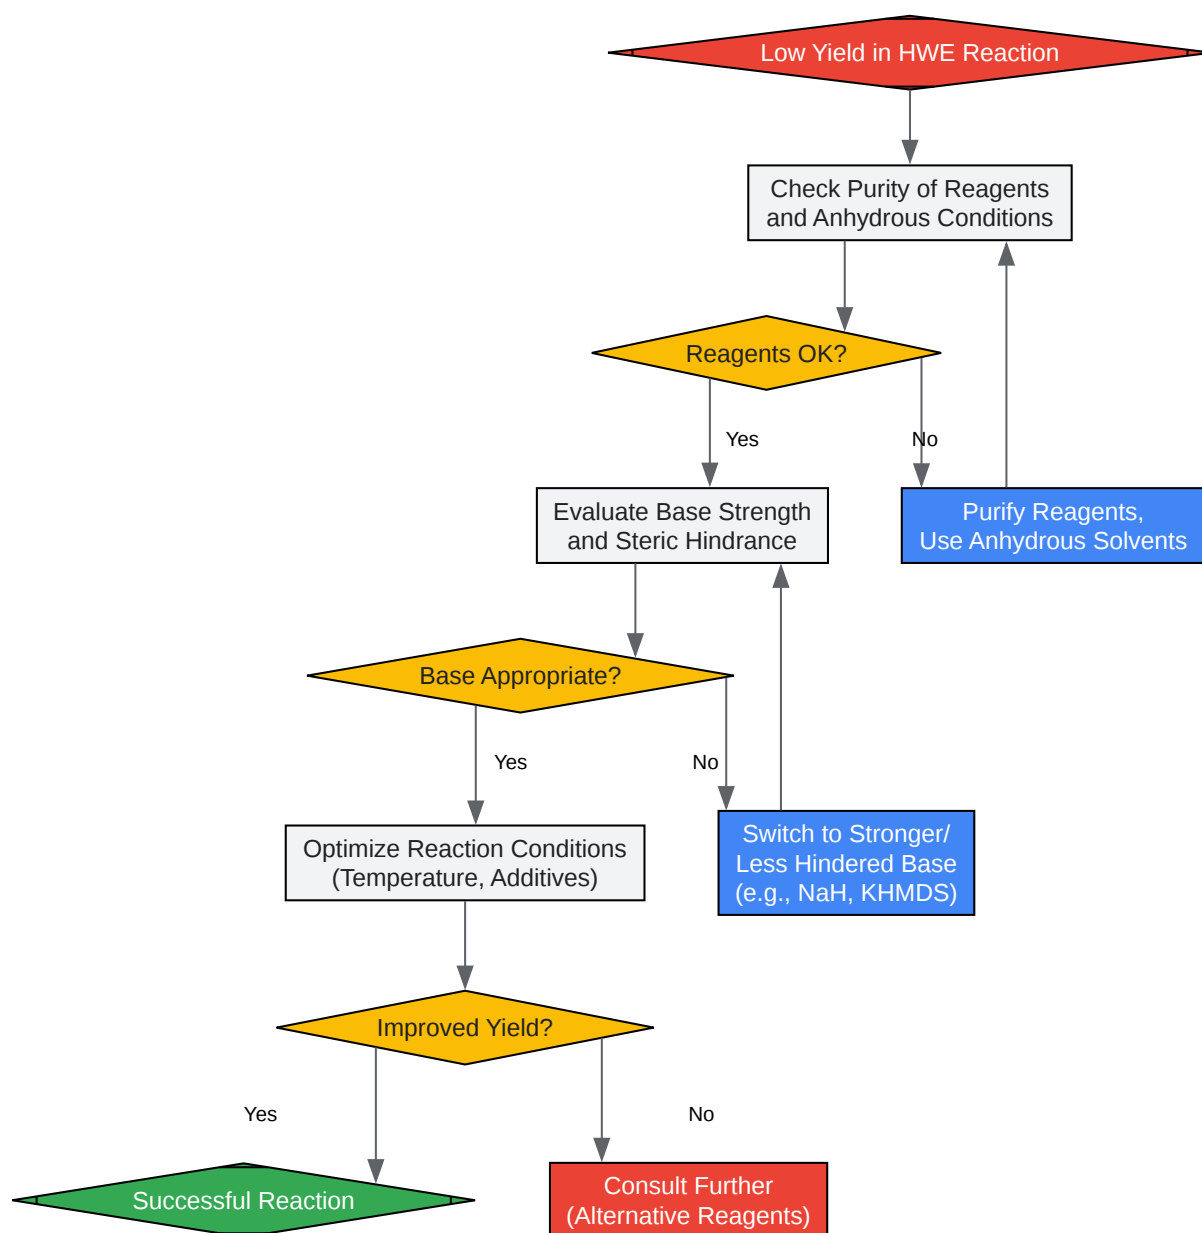 Low Yield in HWE Reaction
Check Purity of Reagents
and Anhydrous Conditions
Reagents OK?
Yes
No
Evaluate Base Strength
and Steric Hindrance
Purify Reagents,
Use Anhydrous Solvents
Base Appropriate?
Yes
No
Optimize Reaction Conditions
(Temperature, Additives)
Switch to Stronger/
Less Hindered Base
(e.g., NaH, KHMDS)
Improved Yield?
Yes
No
Successful Reaction
Consult Further
(Alternative Reagents)